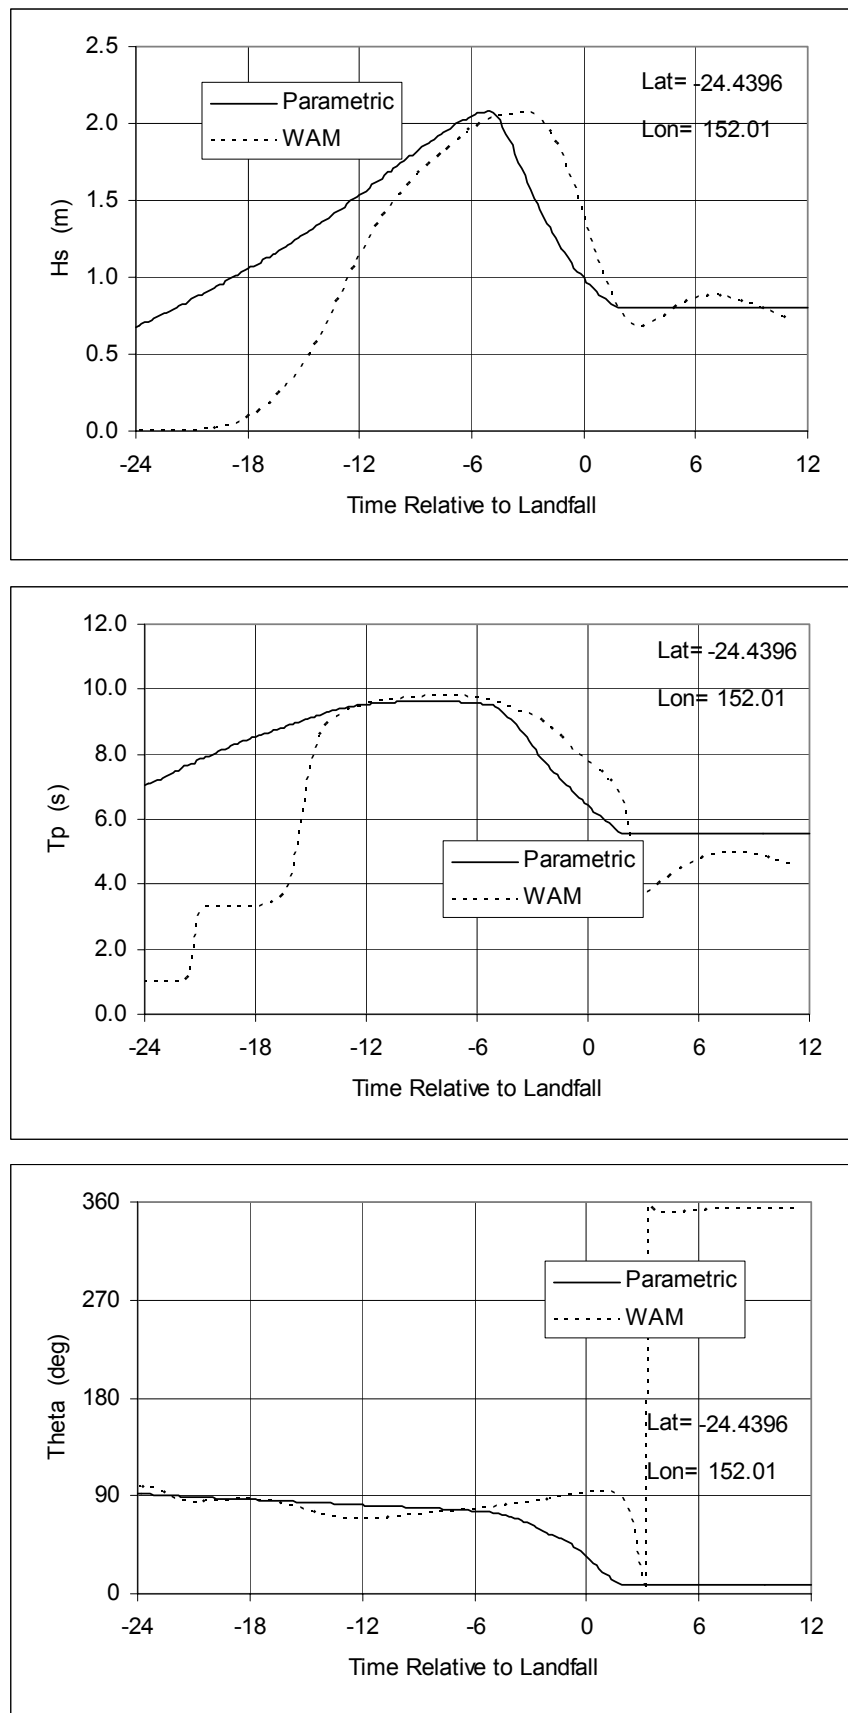 2.5
2.0
1.5
1.0
0.5
0.0
Hs (m)
Parametric
WAM
Lat= -24.4396
Lon= 152.01
-24 -18 -12 -6 0 6 12
Time Relative to Landfall
12.0
10.0
8.0
6.0
4.0
2.0
0.0
Tp (s)
Lat= -24.4396
Lon= 152.01
Parametric
WAM
-24 -18 -12 -6 0 6 12
Time Relative to Landfall
360
270
180
90
0
Theta (deg)
Parametric
WAM
Lat= -24.4396
Lon= 152.01
-24 -18 -12 -6 0 6 12
Time Relative to Landfall